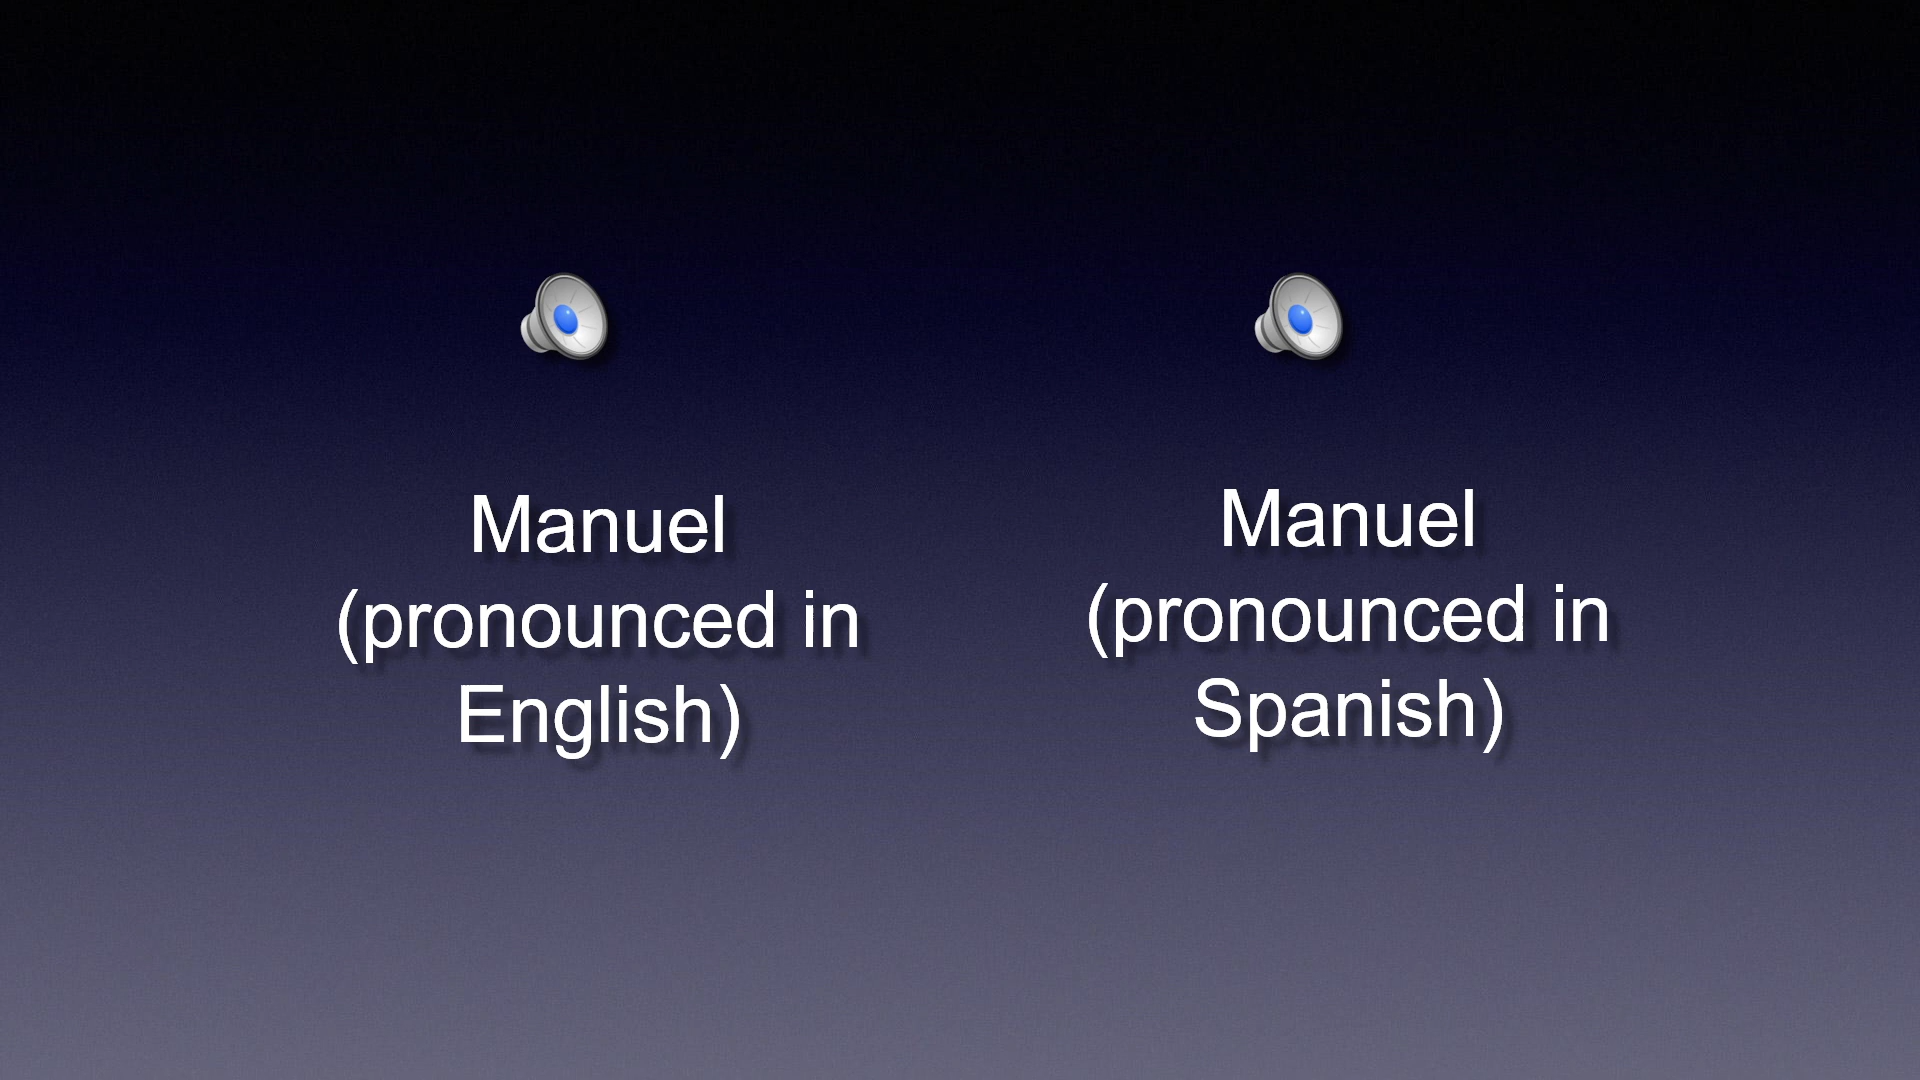 Manuel
(pronounced in
English)
Manuel
(pronounced in
Spanish)